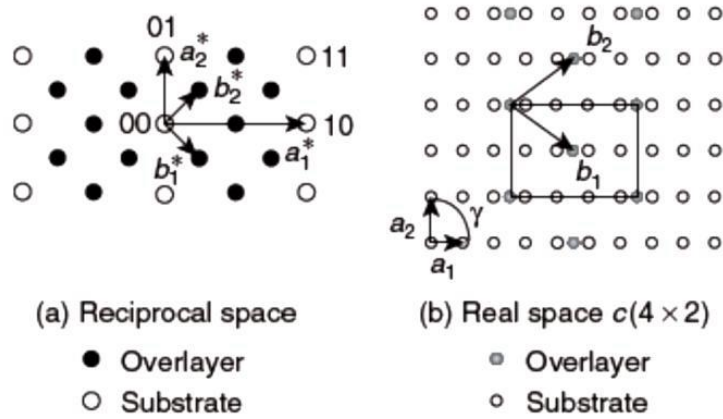 01
a₂*
11
b₂*
00
10
b₁*
a₁*
b₂
b₁
a₂
γ
a₁
(a) Reciprocal space
Overlayer
Substrate
(b) Real space c(4 × 2)
Overlayer
Substrate